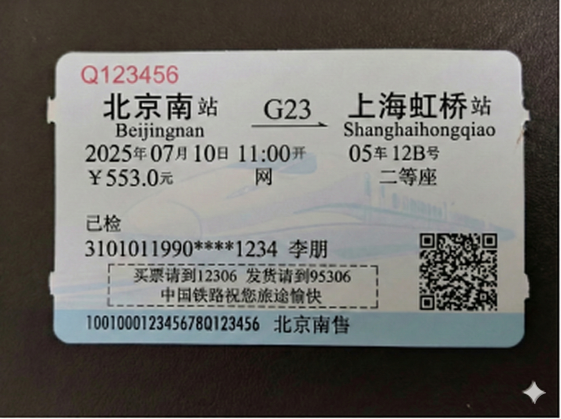 Q123456
北京南站 G23 上海虹桥站
Beijingnan Shanghaihongqiao
2025年07月10日 11:00开 05车12B号
￥553.0元 网 二等座
已检
3101011990****1234 李朋
买票请到12306 发货请到95306
中国铁路祝您旅途愉快
10010001234567​8Q123456 北京南售